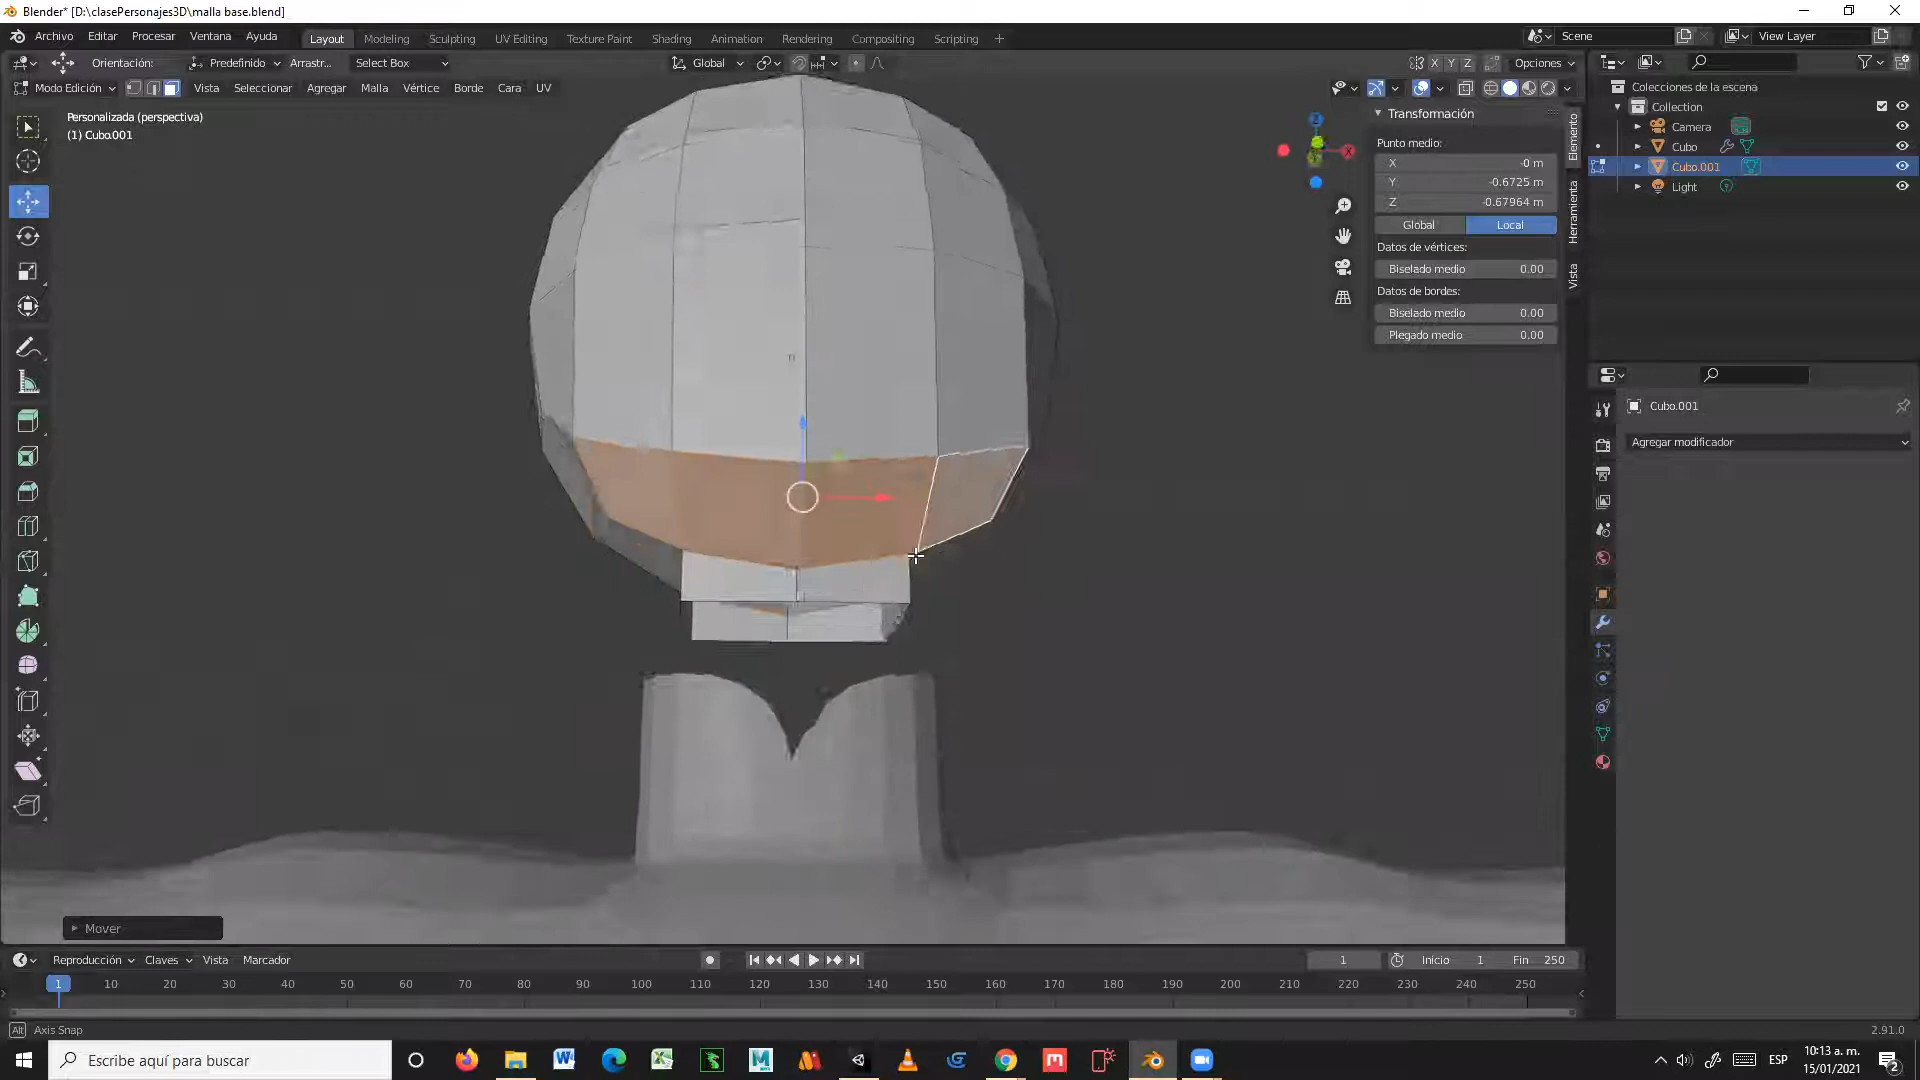 Blender* [D:\clasePersonajes3D\malla base.blend]
Archivo Editar Procesar Ventana Ayuda Layout Modeling Sculpting UV Editing Texture Paint Shading Animation Rendering Compositing Scripting + Scene View Layer
Orientación: Predefinido Arrastr... Select Box Global X Y Z Opciones
Modo Edición Vista Seleccionar Agregar Malla Vértice Borde Cara UV
Personalizada (perspectiva)
(1) Cubo.001
Transformación
Punto medio:
X -0 m
Y -0.6725 m
Z -0.67964 m
Global Local
Datos de vértices:
Biselado medio 0.00
Datos de bordes:
Biselado medio 0.00
Plegado medio 0.00
Elemento
Herramienta
Vista
Colecciones de la escena
Collection
Camera
Cubo
Cubo.001
Light
Cubo.001
Agregar modificador
Mover
Reproducción Claves Vista Marcador 1 Inicio 1 Fin 250
1 10 20 30 40 50 60 70 80 90 100 110 120 130 140 150 160 170 180 190 200 210 220 230 240 250
Alt Axis Snap 2.91.0
Escribe aquí para buscar
ESP
10:13 a. m.
15/01/2021
2